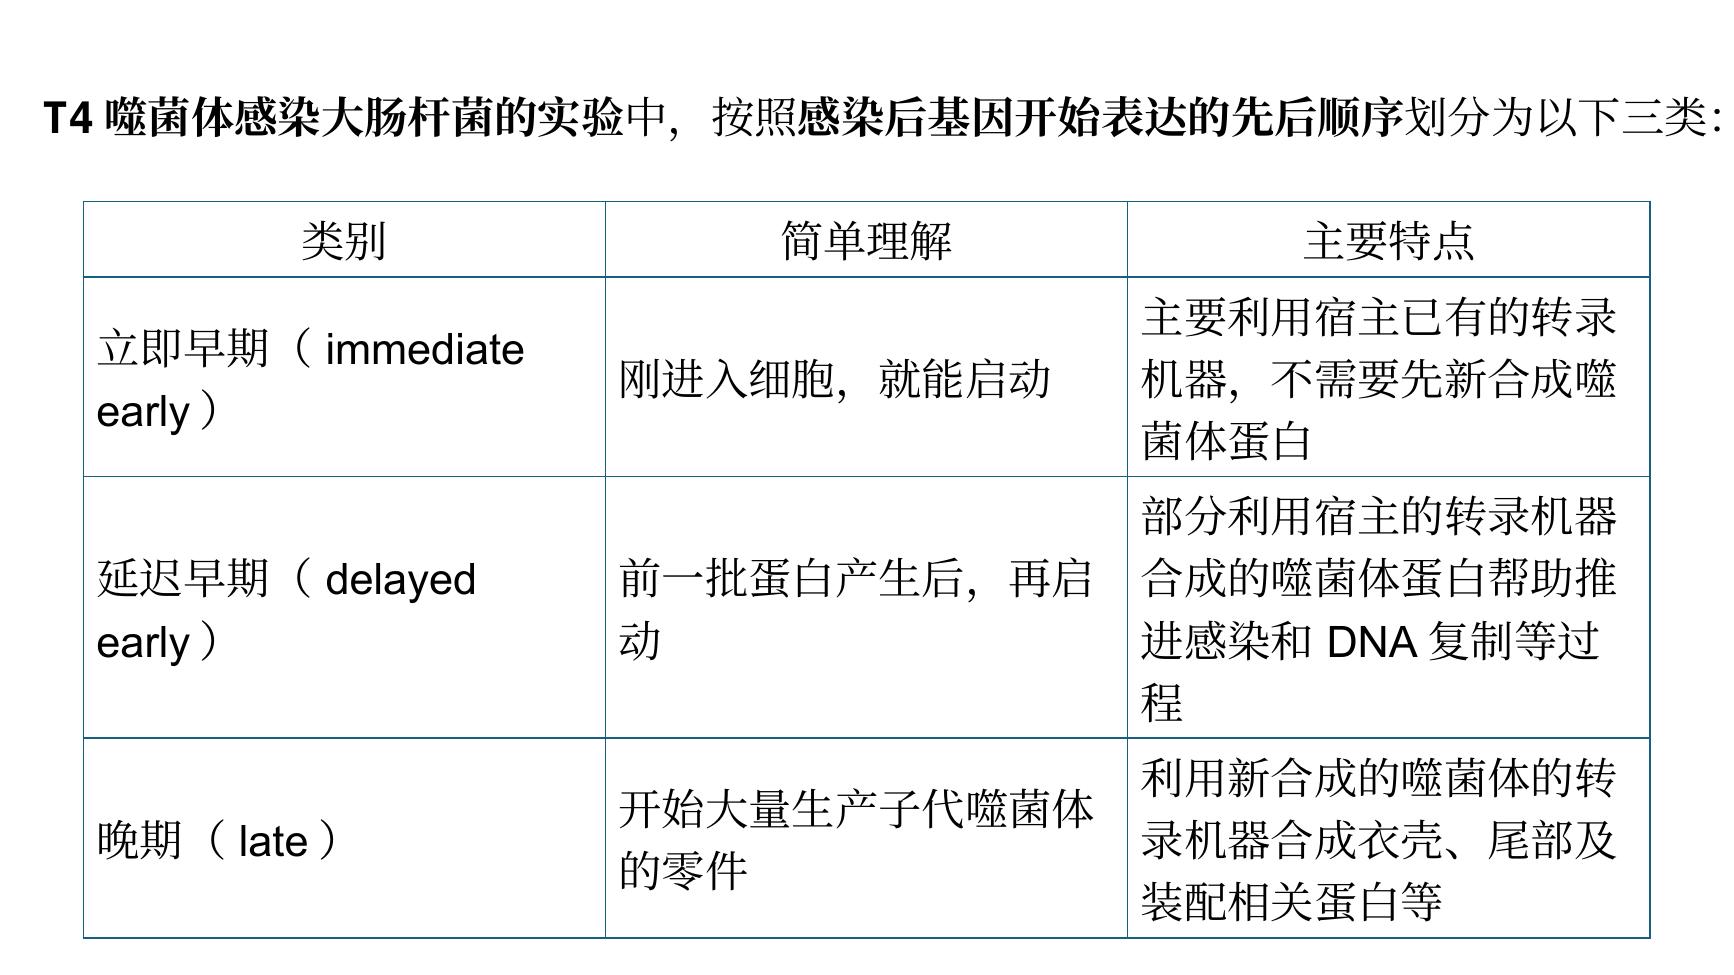 T4 噬菌体感染大肠杆菌的实验中，按照感染后基因开始表达的先后顺序划分为以下三类：
类别
简单理解
主要特点
立即早期（ immediate
early ）
刚进入细胞，就能启动
主要利用宿主已有的转录
机器，不需要先新合成噬
菌体蛋白
延迟早期（ delayed
early ）
前一批蛋白产生后，再启
动
部分利用宿主的转录机器
合成的噬菌体蛋白帮助推
进感染和 DNA 复制等过
程
晚期（ late ）
开始大量生产子代噬菌体
的零件
利用新合成的噬菌体的转
录机器合成衣壳、尾部及
装配相关蛋白等